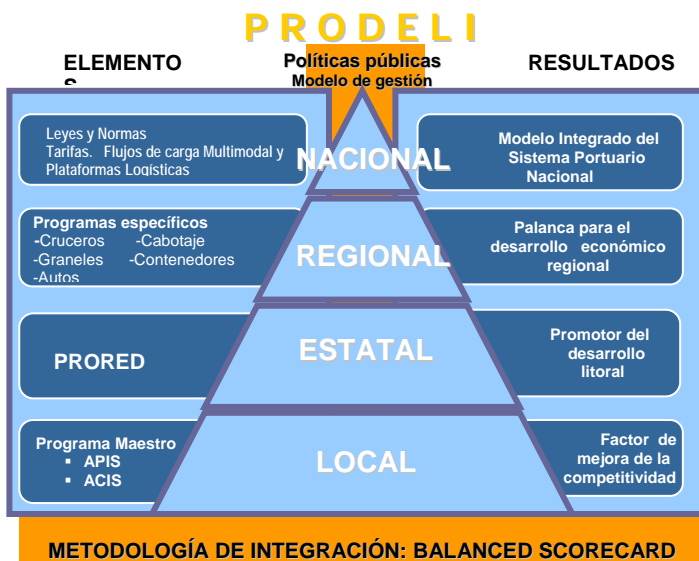 PRODELI
ELEMENTOS
Políticas públicas
Modelo de gestión
RESULTADOS
Leyes y Normas
Tarifas. Flujos de carga Multimodal y
Plataformas Logísticas
NACIONAL
Modelo Integrado del
Sistema Portuario
Nacional
Programas específicos
-Cruceros -Cabotaje
-Graneles -Contenedores
-Autos
REGIONAL
Palanca para el
desarrollo económico
regional
PRORED
ESTATAL
Promotor del
desarrollo
litoral
Programa Maestro
▪ APIS
▪ ACIS
LOCAL
Factor de
mejora de la
competitividad
METODOLOGÍA DE INTEGRACIÓN: BALANCED SCORECARD